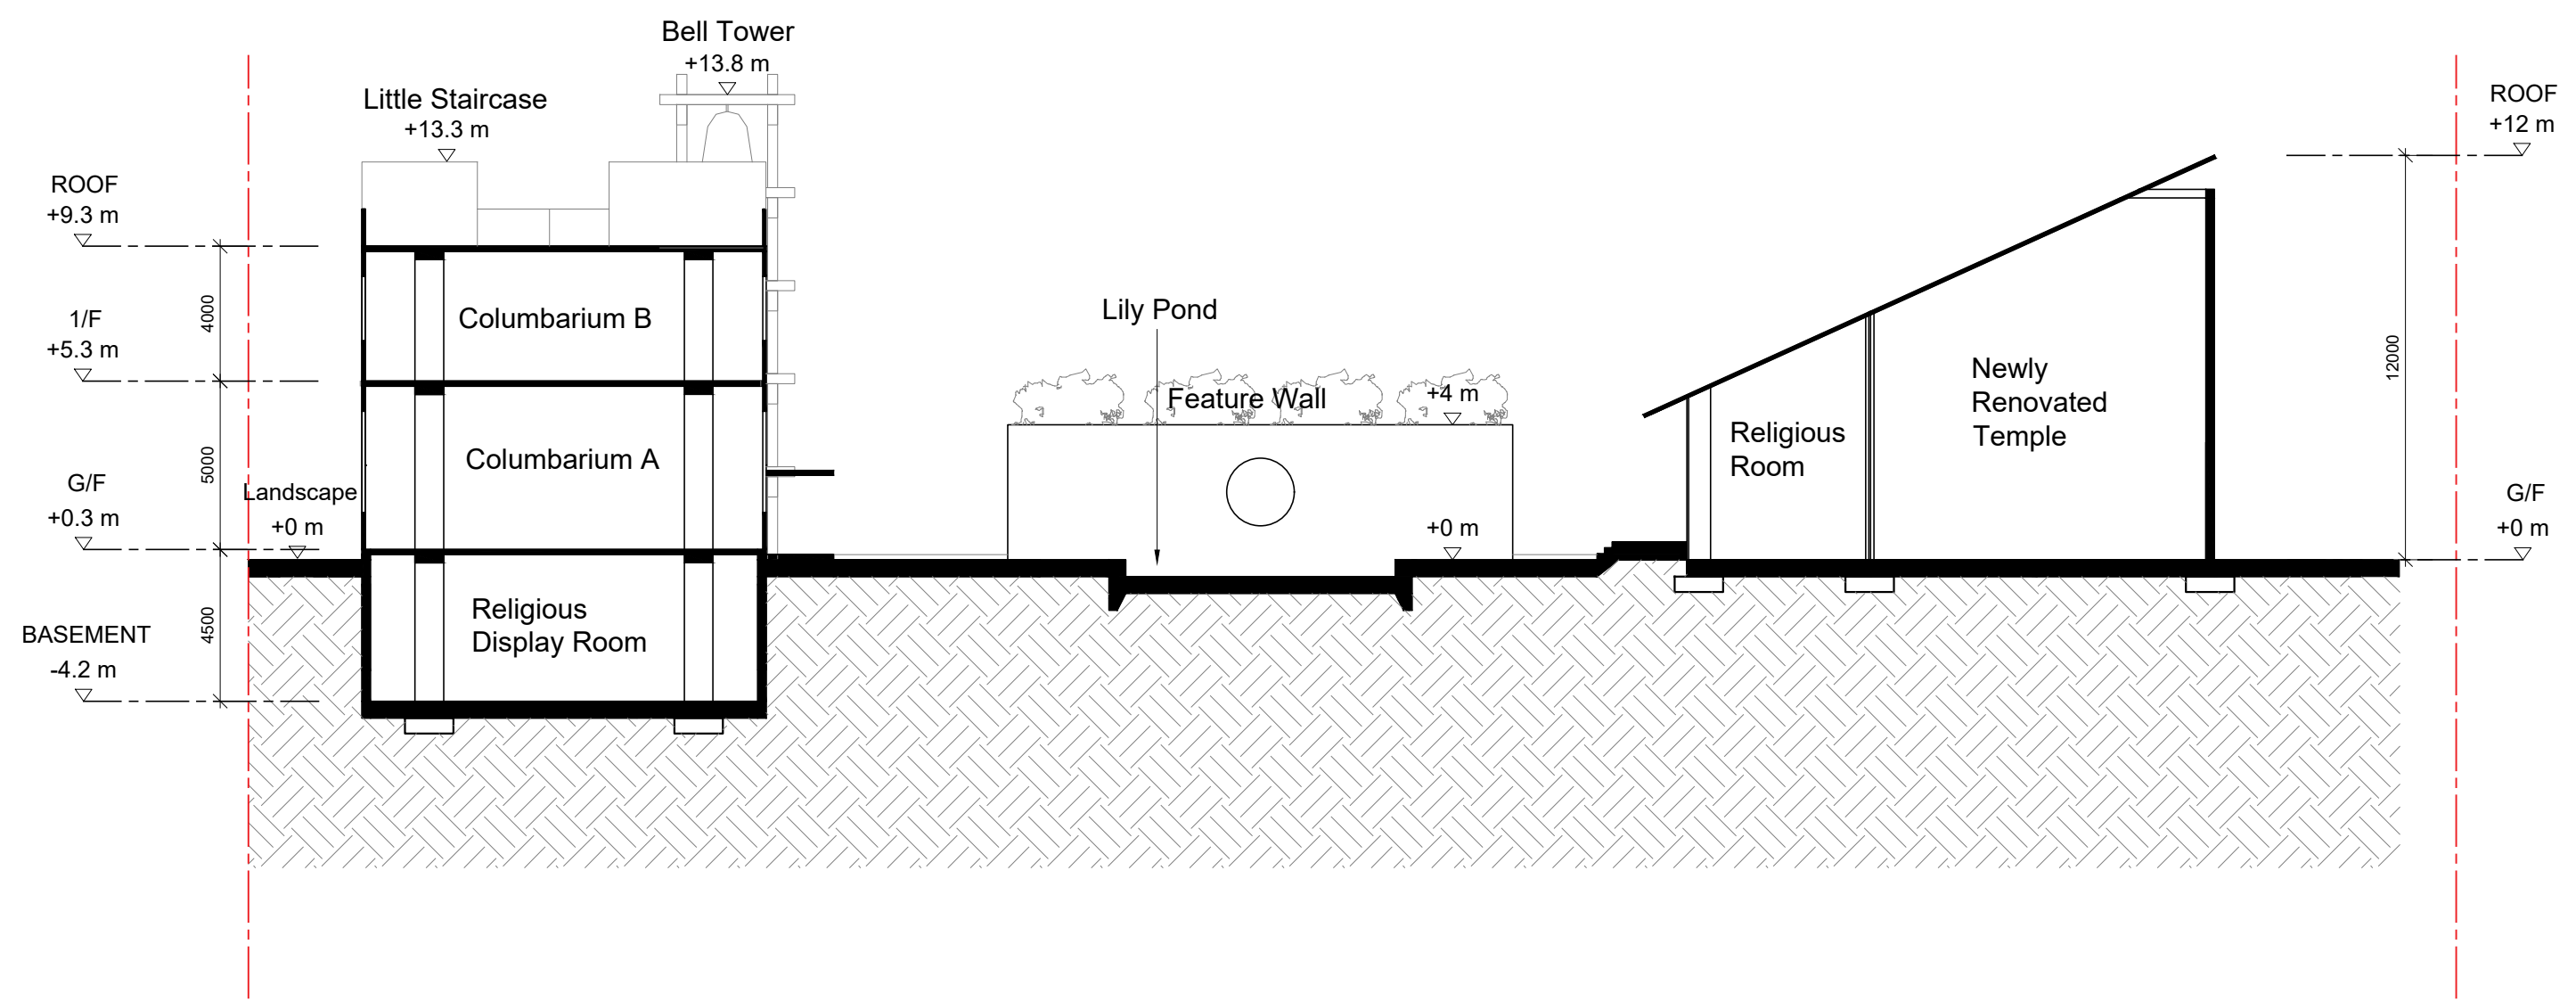 Bell Tower
+13.8 m
Little Staircase
+13.3 m
ROOF
+12 m
ROOF
+9.3 m
4000
Columbarium B
1/F
+5.3 m
Lily Pond
Feature Wall
+4 m
12000
Newly
Renovated
Temple
Religious
Room
5000
Columbarium A
G/F
+0.3 m
Landscape
+0 m
+0 m
G/F
+0 m
4500
Religious
Display Room
BASEMENT
-4.2 m